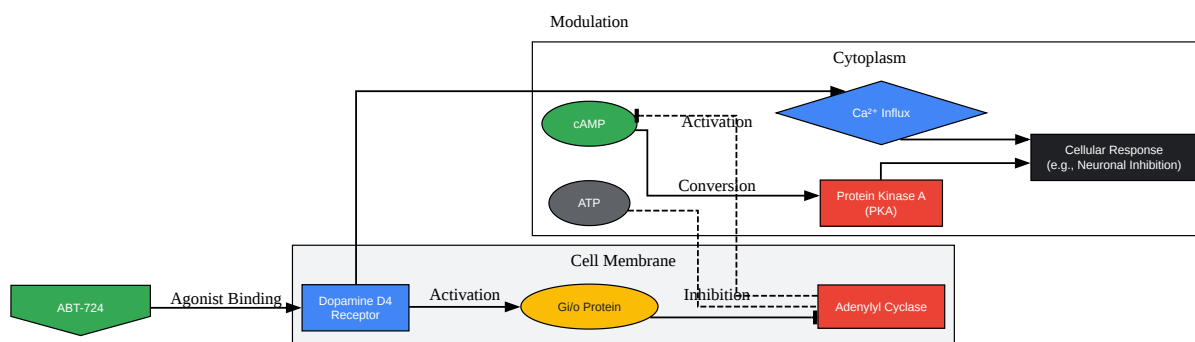 Modulation
Cytoplasm
Ca²⁺ Influx
cAMP
Activation
Cellular Response
(e.g., Neuronal Inhibition)
Conversion
Protein Kinase A
(PKA)
ATP
Cell Membrane
ABT-724
Agonist Binding
Dopamine D4
Receptor
Activation
Gi/o Protein
Inhibition
Adenylyl Cyclase